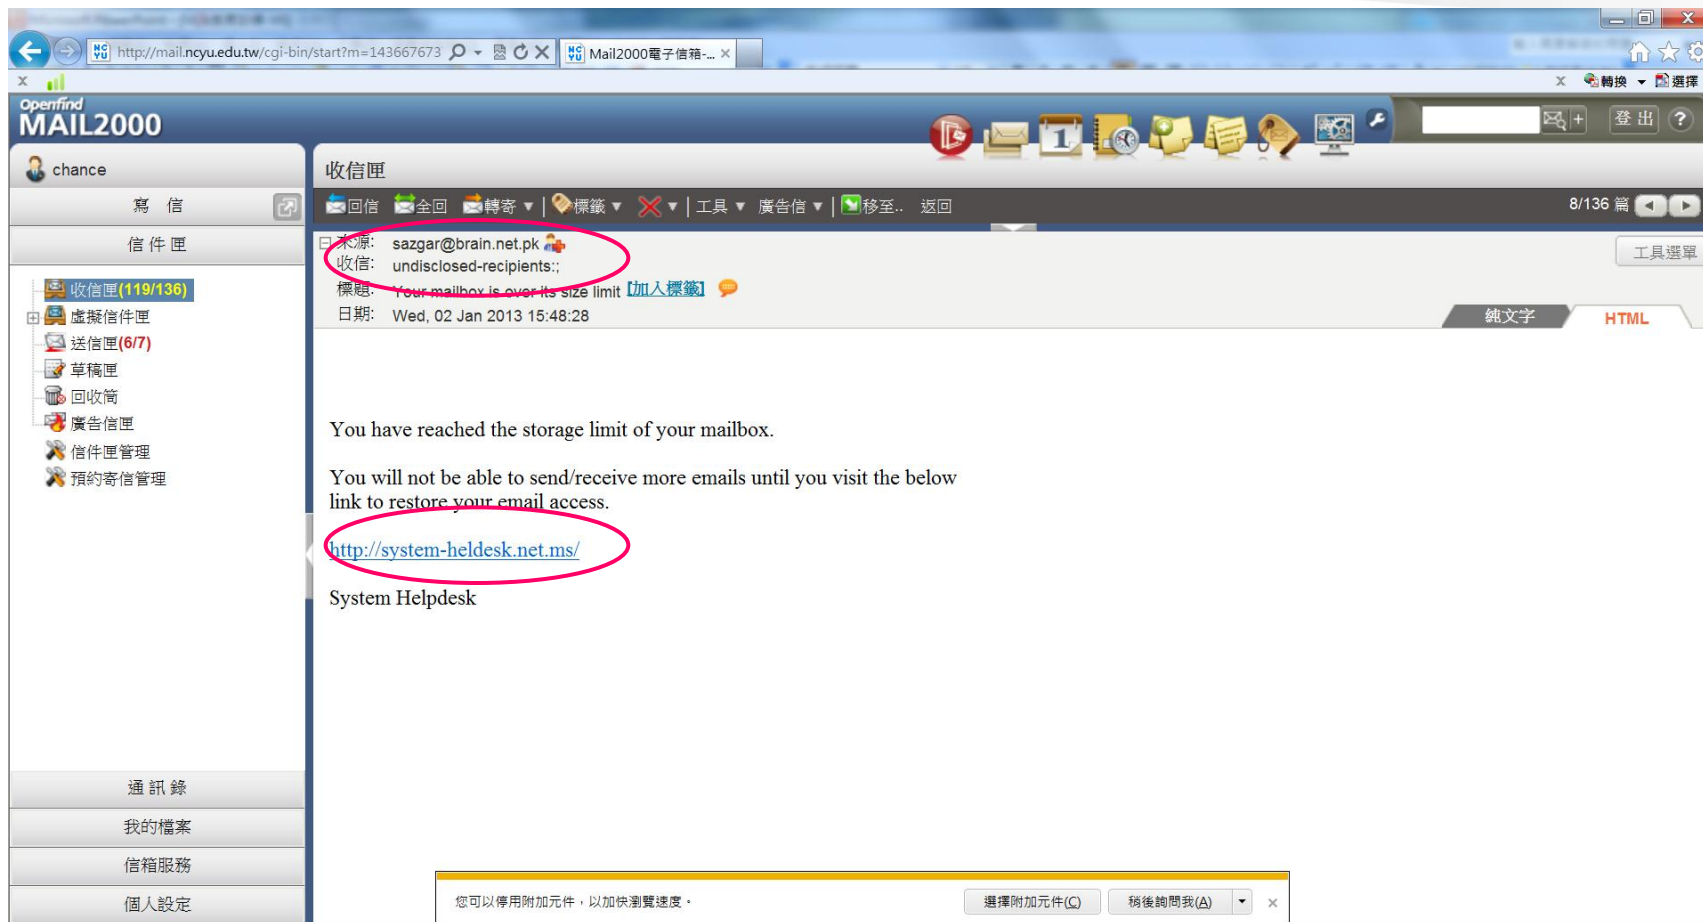 http://mail.ncyu.edu.tw/cgi-bin/start?m=143667673
Mail2000電子信箱-...
轉換 選擇
Openfind
MAIL2000
登出
chance
收信匣
寫 信
回信 全回 轉寄 標籤 工具 廣告信 移至.. 返回
8/136 篇
信件匣
來源: sazgar@brain.net.pk
收信: undisclosed-recipients:;
標題: Your mailbox is over its size limit [加入標籤]
日期: Wed, 02 Jan 2013 15:48:28
工具選單
純文字 HTML
收信匣(119/136)
虛擬信件匣
送信匣(6/7)
草稿匣
回收筒
廣告信匣
信件匣管理
預約寄信管理
You have reached the storage limit of your mailbox.
You will not be able to send/receive more emails until you visit the below
link to restore your email access.
http://system-heldesk.net.ms/
System Helpdesk
通訊錄
我的檔案
信箱服務
個人設定
您可以停用附加元件，以加快瀏覽速度。
選擇附加元件(C) 稍後詢問我(A)